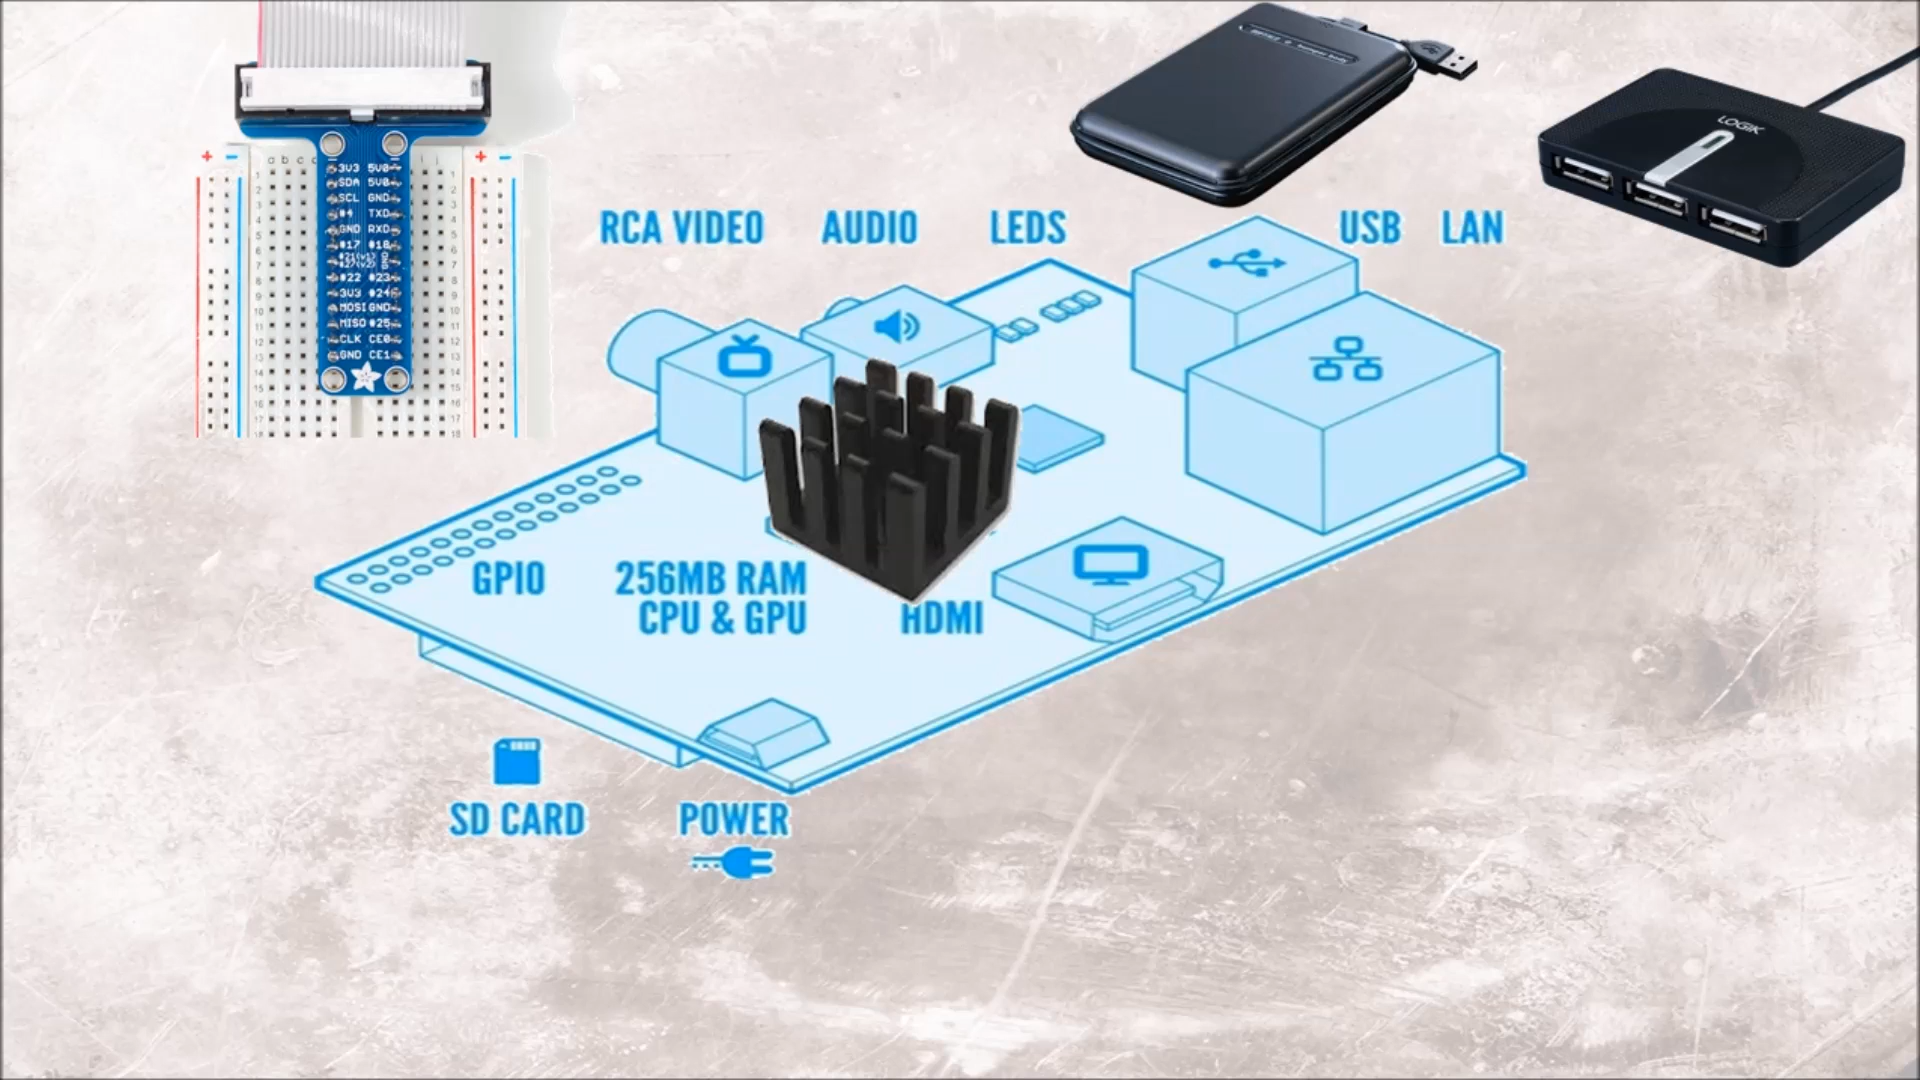 3V3 5V0
SDA 5V0
SCL GND
#4 TXD
GND RXD
#17 #18
#22 #23
3V3 #24
MOSI GND
MISO #25
CLK CE0
GND CE1
LOGIK
RCA VIDEO
AUDIO
LEDS
USB
LAN
GPIO
256MB RAM
CPU & GPU
HDMI
SD CARD
POWER